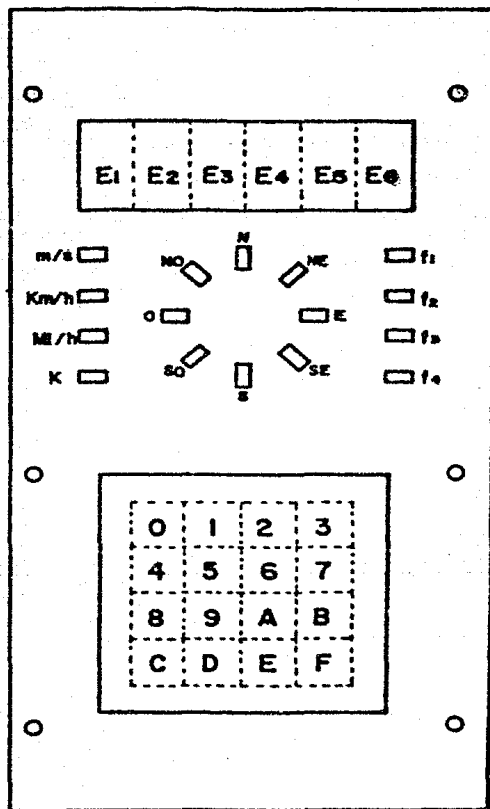 E1 E2 E3 E4 E5 E6
N
m/s NO NE f1
Km/h f2
O E
MI/h f3
K SO SE f4
S
0 1 2 3
4 5 6 7
8 9 A B
C D E F